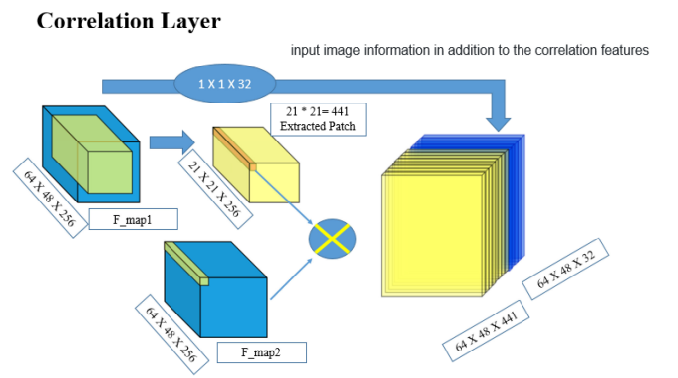 Correlation Layer
input image information in addition to the correlation features
1 X 1 X 32
21 * 21= 441
Extracted Patch
64 X 48 X 256
F_map1
21 X 21 X 256
64 X 48 X 256
F_map2
64 X 48 X 32
64 X 48 X 441